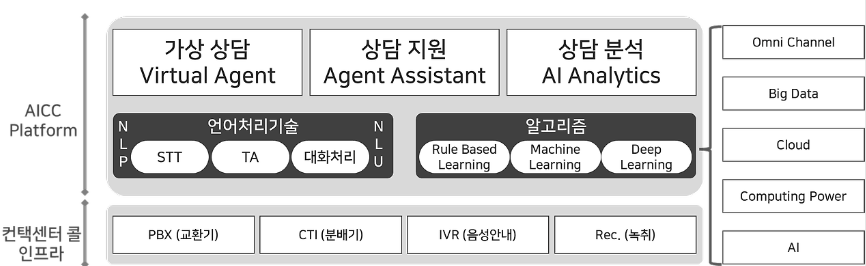 AICC
Platform
가상 상담
Virtual Agent
상담 지원
Agent Assistant
상담 분석
AI Analytics
NLP
언어처리기술
NLU
STT
TA
대화처리
알고리즘
Rule Based
Learning
Machine
Learning
Deep
Learning
컨택센터 콜
인프라
PBX (교환기)
CTI (분배기)
IVR (음성안내)
Rec. (녹취)
Omni Channel
Big Data
Cloud
Computing Power
AI